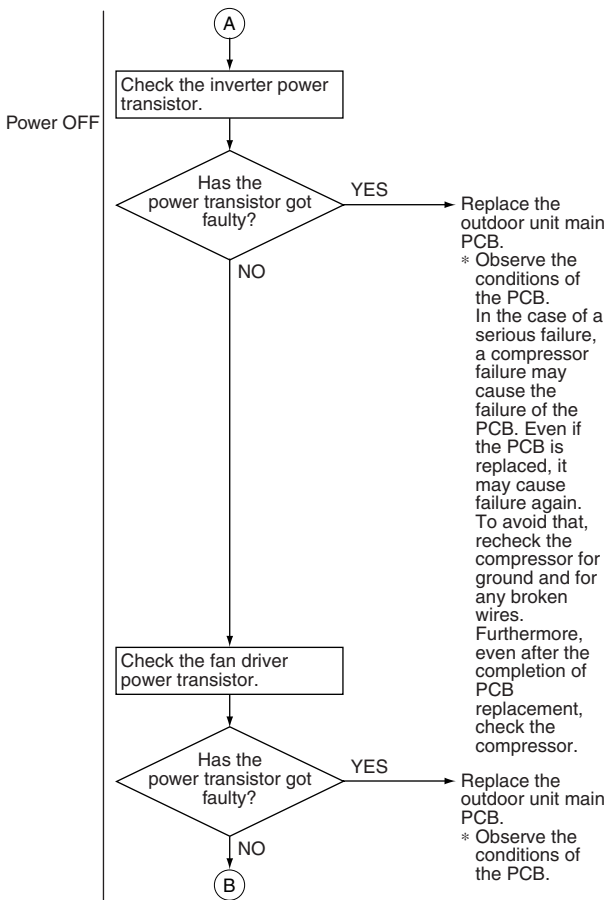 A
Check the inverter power
transistor.
Power OFF
Has the
power transistor got
faulty?
YES
Replace the
outdoor unit main
PCB.
* Observe the
conditions of
the PCB.
In the case of a
serious failure,
a compressor
failure may
cause the
failure of the
PCB. Even if
the PCB is
replaced, it
may cause
failure again.
To avoid that,
recheck the
compressor for
ground and for
any broken
wires.
Furthermore,
even after the
completion of
PCB
replacement,
check the
compressor.
NO
Check the fan driver
power transistor.
Has the
power transistor got
faulty?
YES
Replace the
outdoor unit main
PCB.
* Observe the
conditions of
the PCB.
NO
B